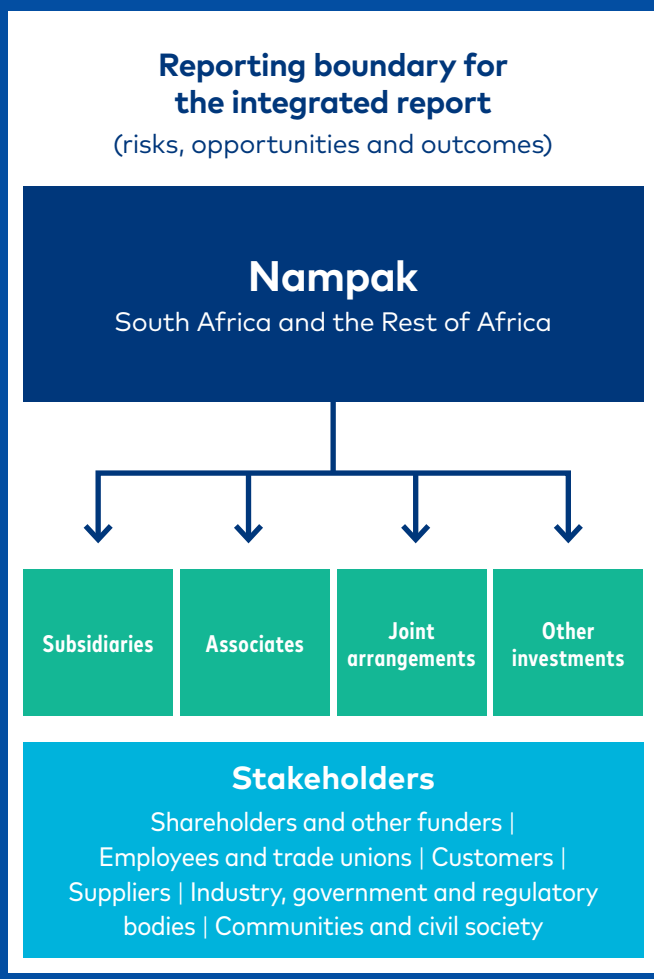 Reporting boundary for
the integrated report
(risks, opportunities and outcomes)
Nampak
South Africa and the Rest of Africa
Subsidiaries
Associates
Joint
arrangements
Other
investments
Stakeholders
Shareholders and other funders |
Employees and trade unions | Customers |
Suppliers | Industry, government and regulatory
bodies | Communities and civil society